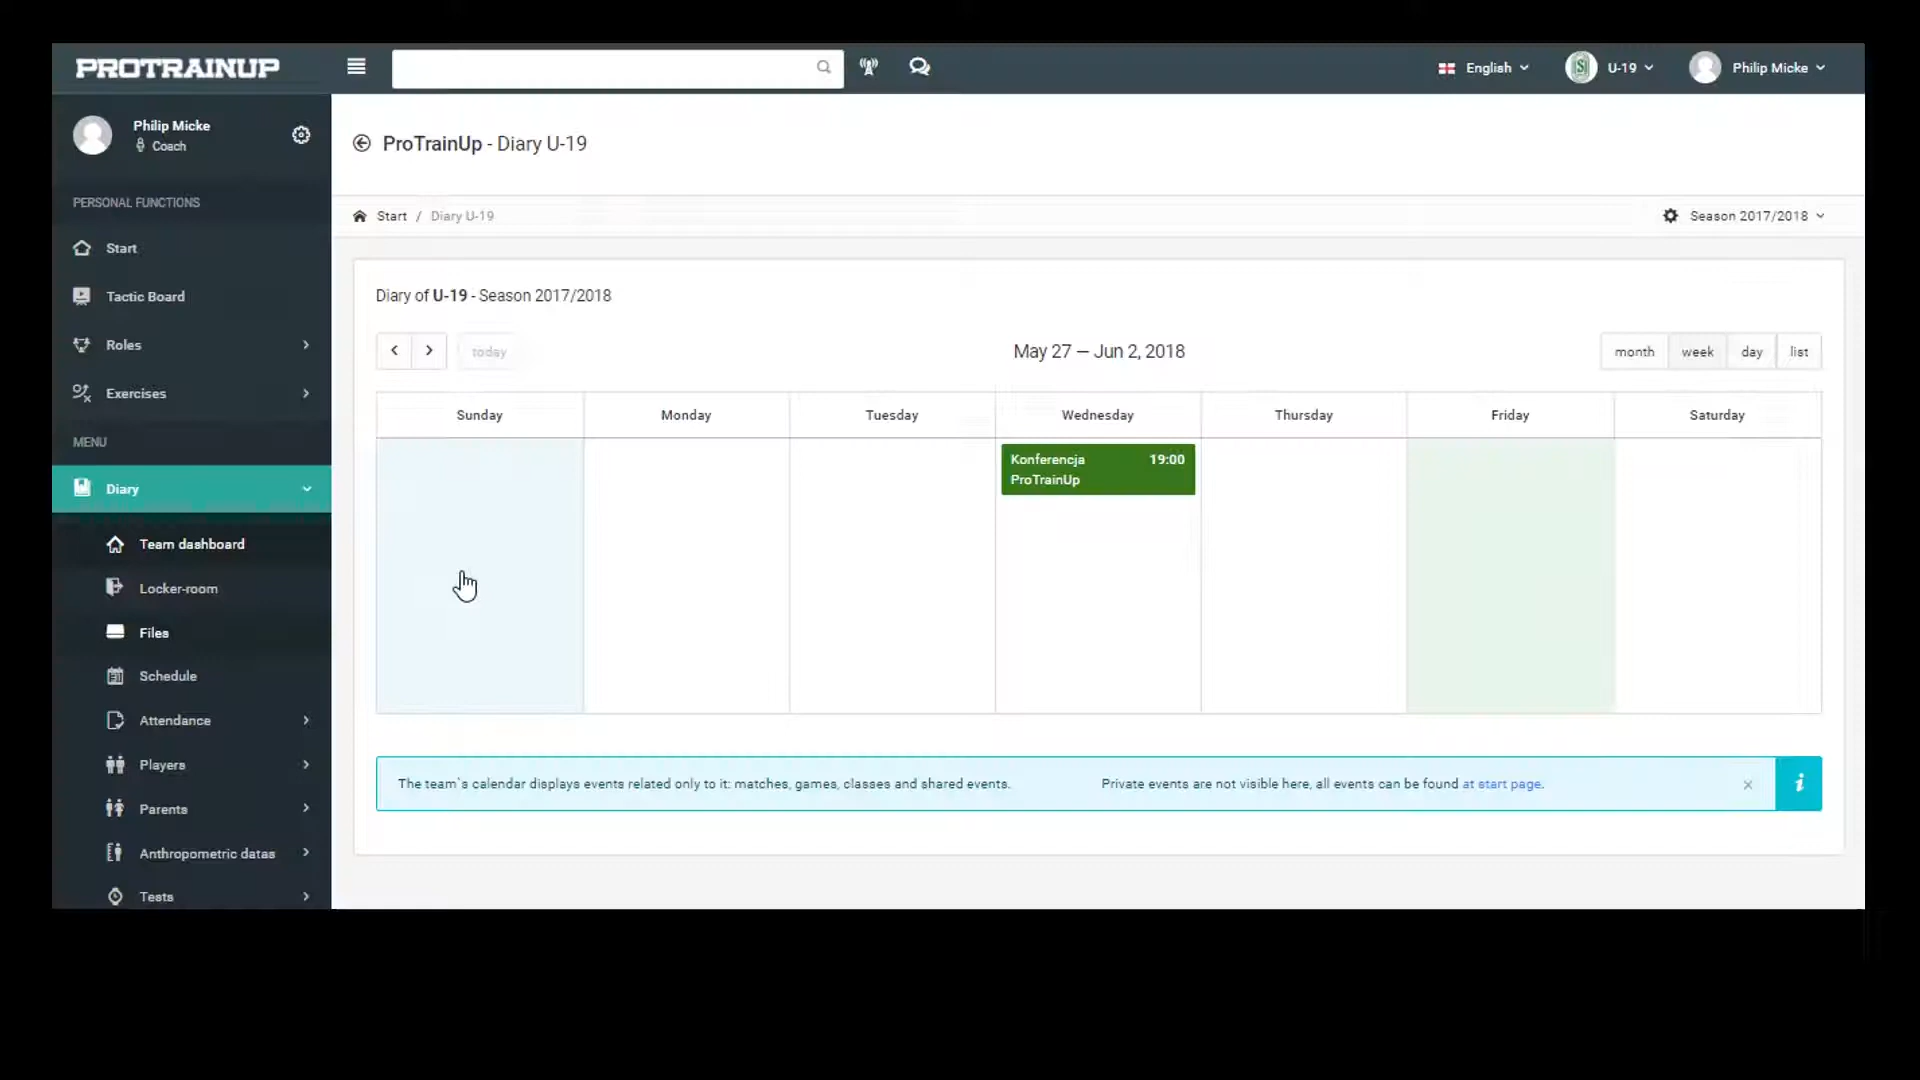 PROTRAINUP
English
U-19
Philip Micke
Philip Micke
Coach
PERSONAL FUNCTIONS
Start
Tactic Board
Roles
Exercises
MENU
Diary
Team dashboard
Locker-room
Files
Schedule
Attendance
Players
Parents
Anthropometric datas
Tests
ProTrainUp - Diary U-19
Start / Diary U-19
Season 2017/2018
Diary of U-19 - Season 2017/2018
today
May 27 — Jun 2, 2018
month week day list
Sunday Monday Tuesday Wednesday Thursday Friday Saturday
Konferencja 19:00
ProTrainUp
The team`s calendar displays events related only to it: matches, games, classes and shared events.
Private events are not visible here, all events can be found at start page.